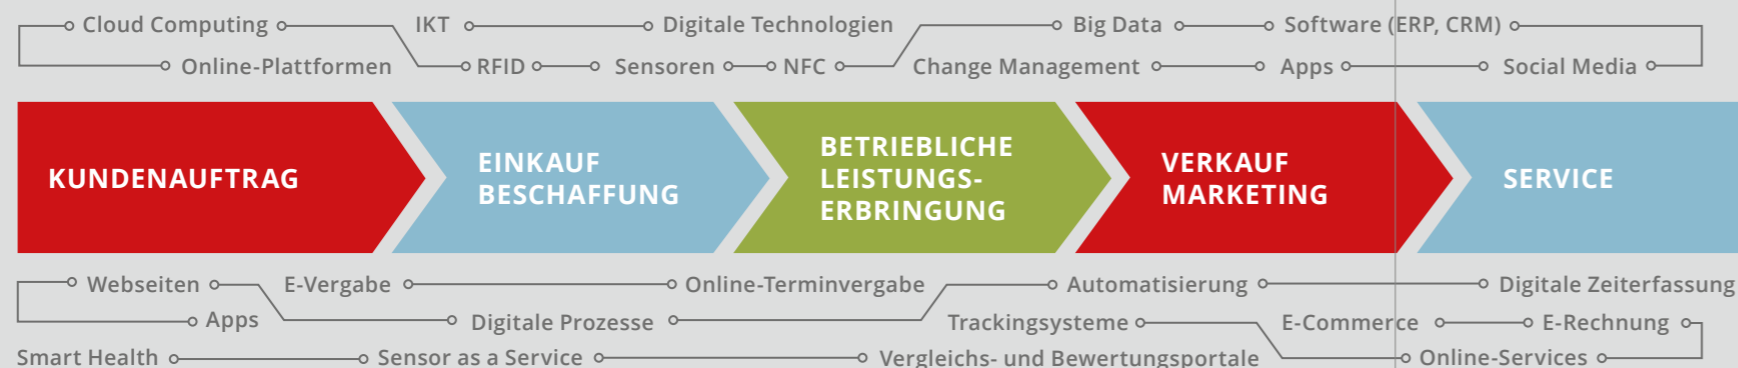 Cloud Computing IKT Digitale Technologien Big Data Software (ERP, CRM)
Online-Plattformen RFID Sensoren NFC Change Management Apps Social Media
KUNDENAUFTRAG
EINKAUF
BESCHAFFUNG
BETRIEBLICHE
LEISTUNGS-
ERBRINGUNG
VERKAUF
MARKETING
SERVICE
Webseiten E-Vergabe Online-Terminvergabe Automatisierung Digitale Zeiterfassung
Apps Digitale Prozesse Trackingsysteme E-Commerce E-Rechnung
Smart Health Sensor as a Service Vergleichs- und Bewertungsportale Online-Services